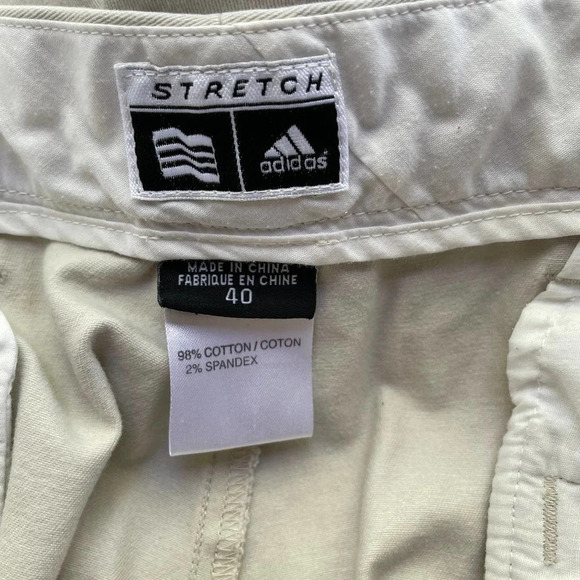 STRETCH
adidas
MADE IN CHINA
FABRIQUE EN CHINE
40
98% COTTON / COTON
2% SPANDEX